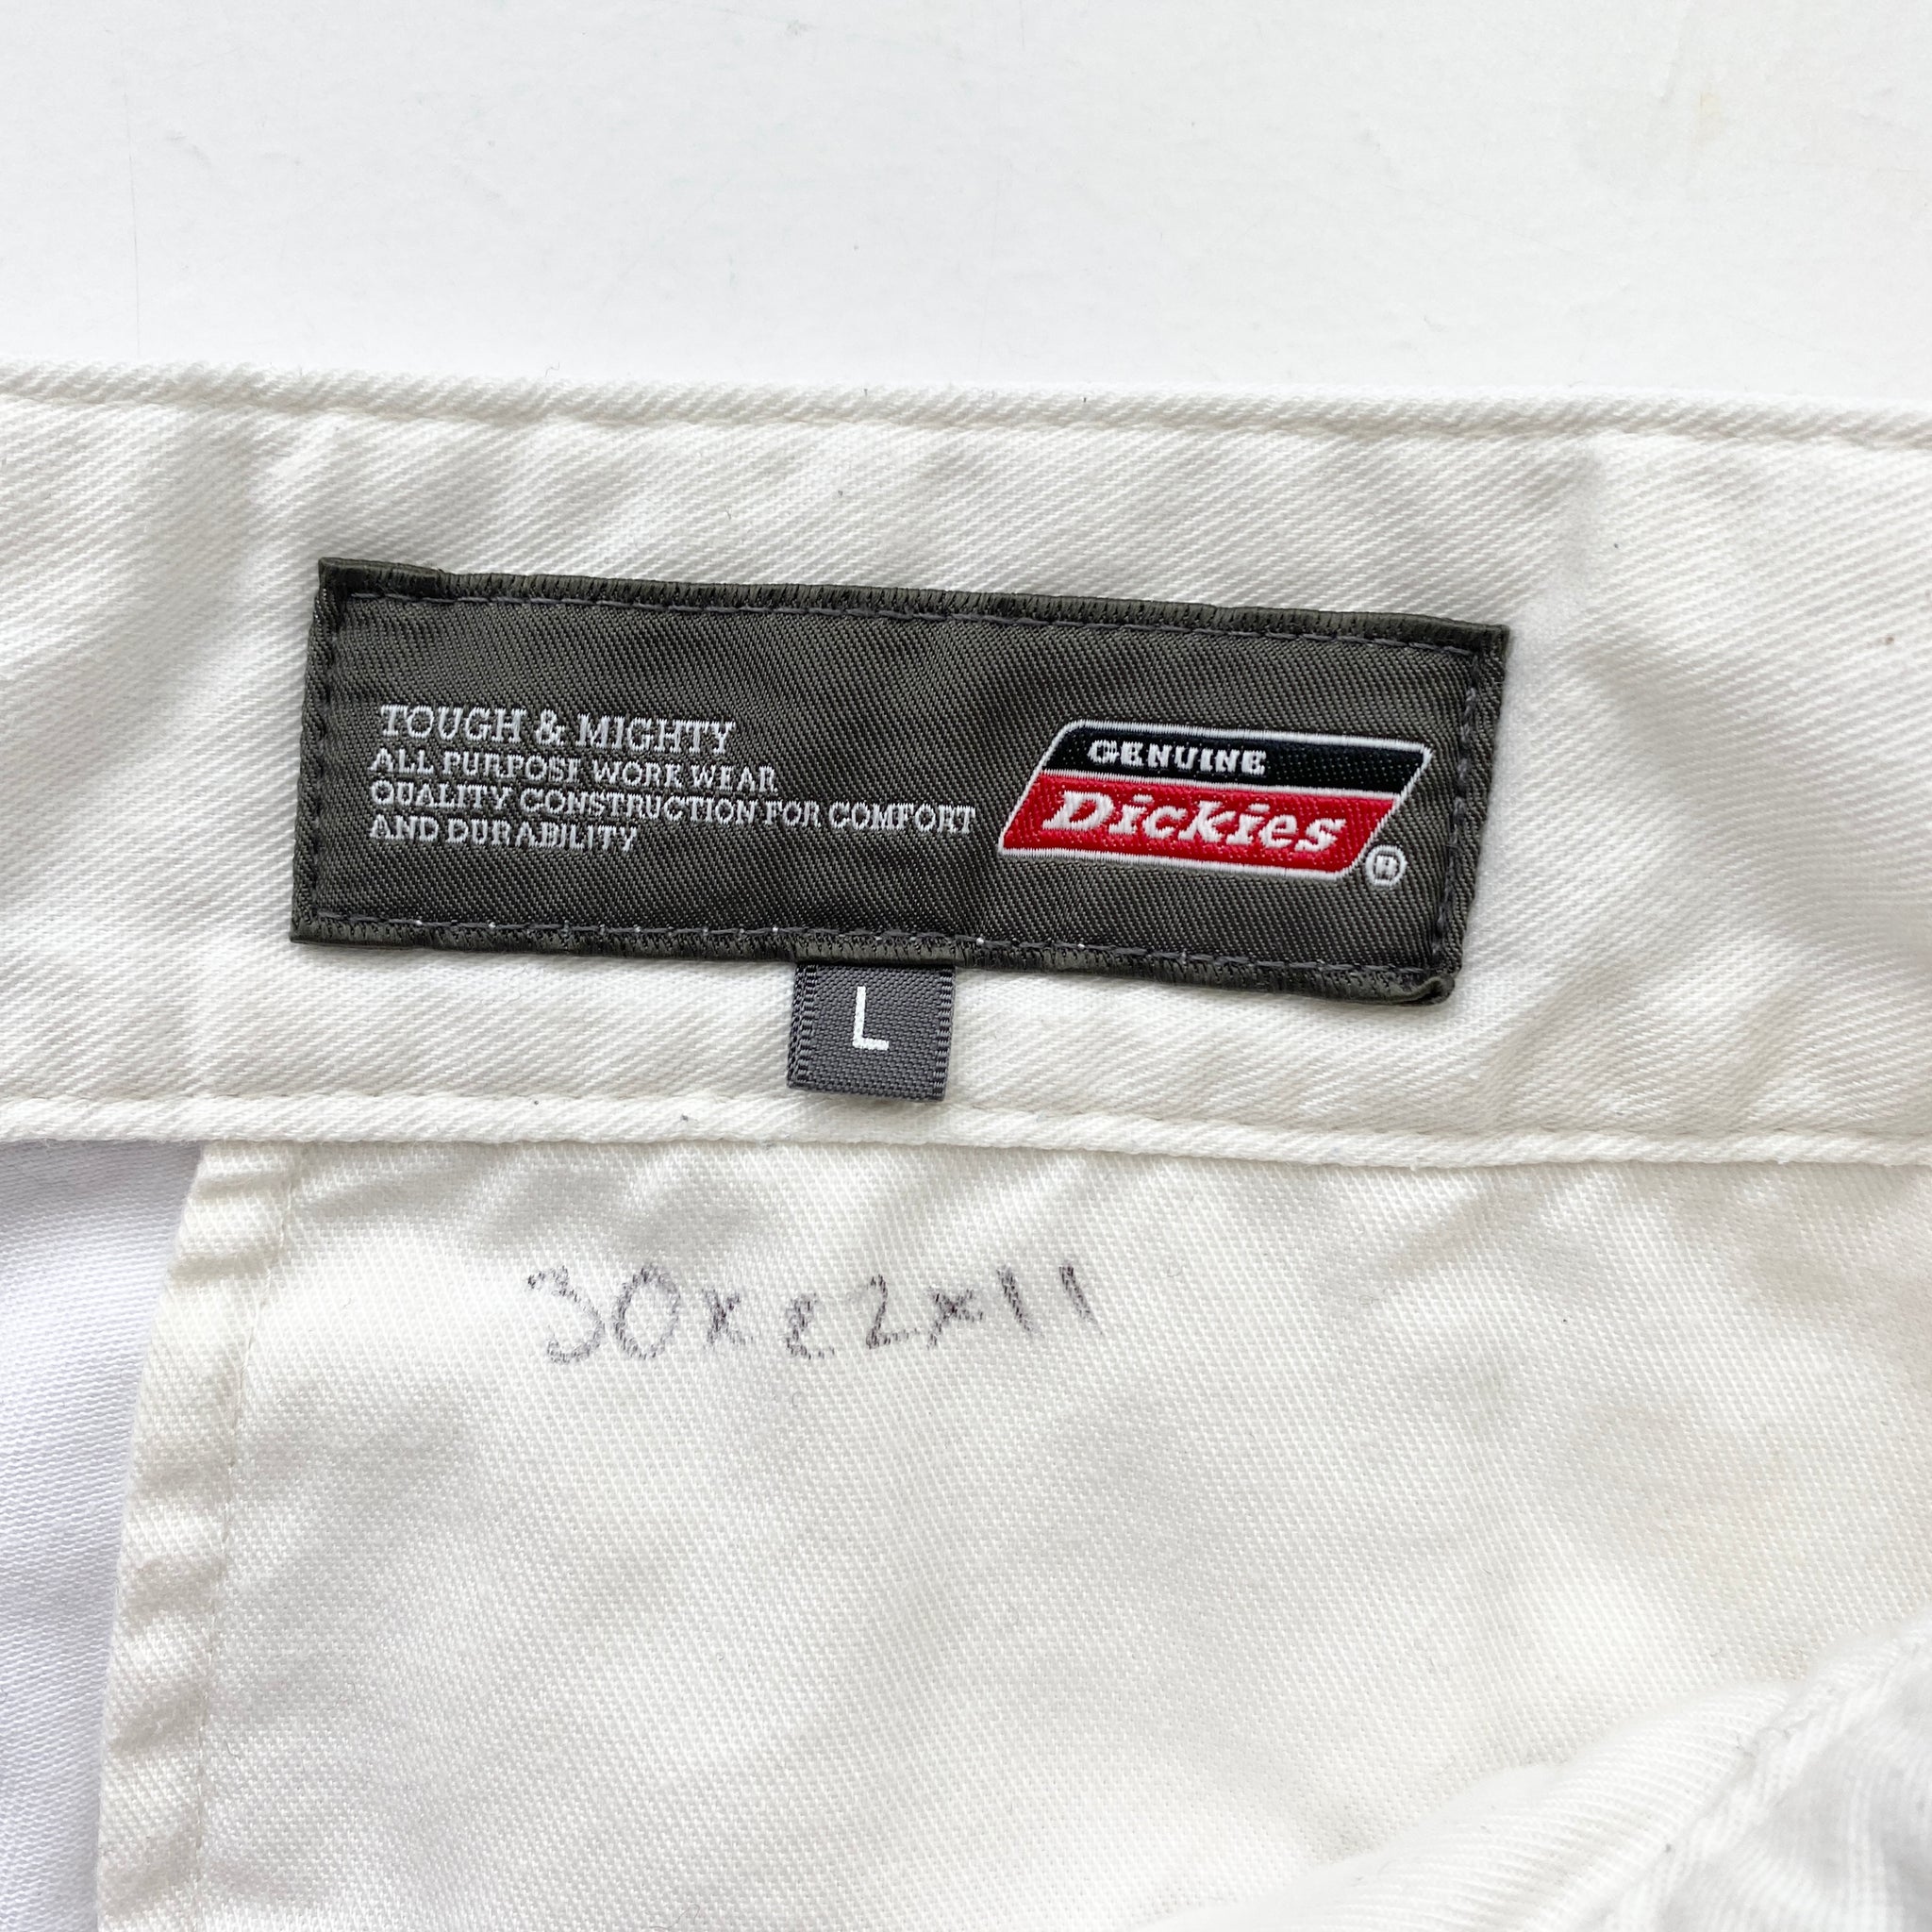 TOUGH & MIGHTY
ALL PURPOSE WORK WEAR
QUALITY CONSTRUCTION FOR COMFORT
AND DURABILITY
GENUINE
Dickies®
L
30x22x11